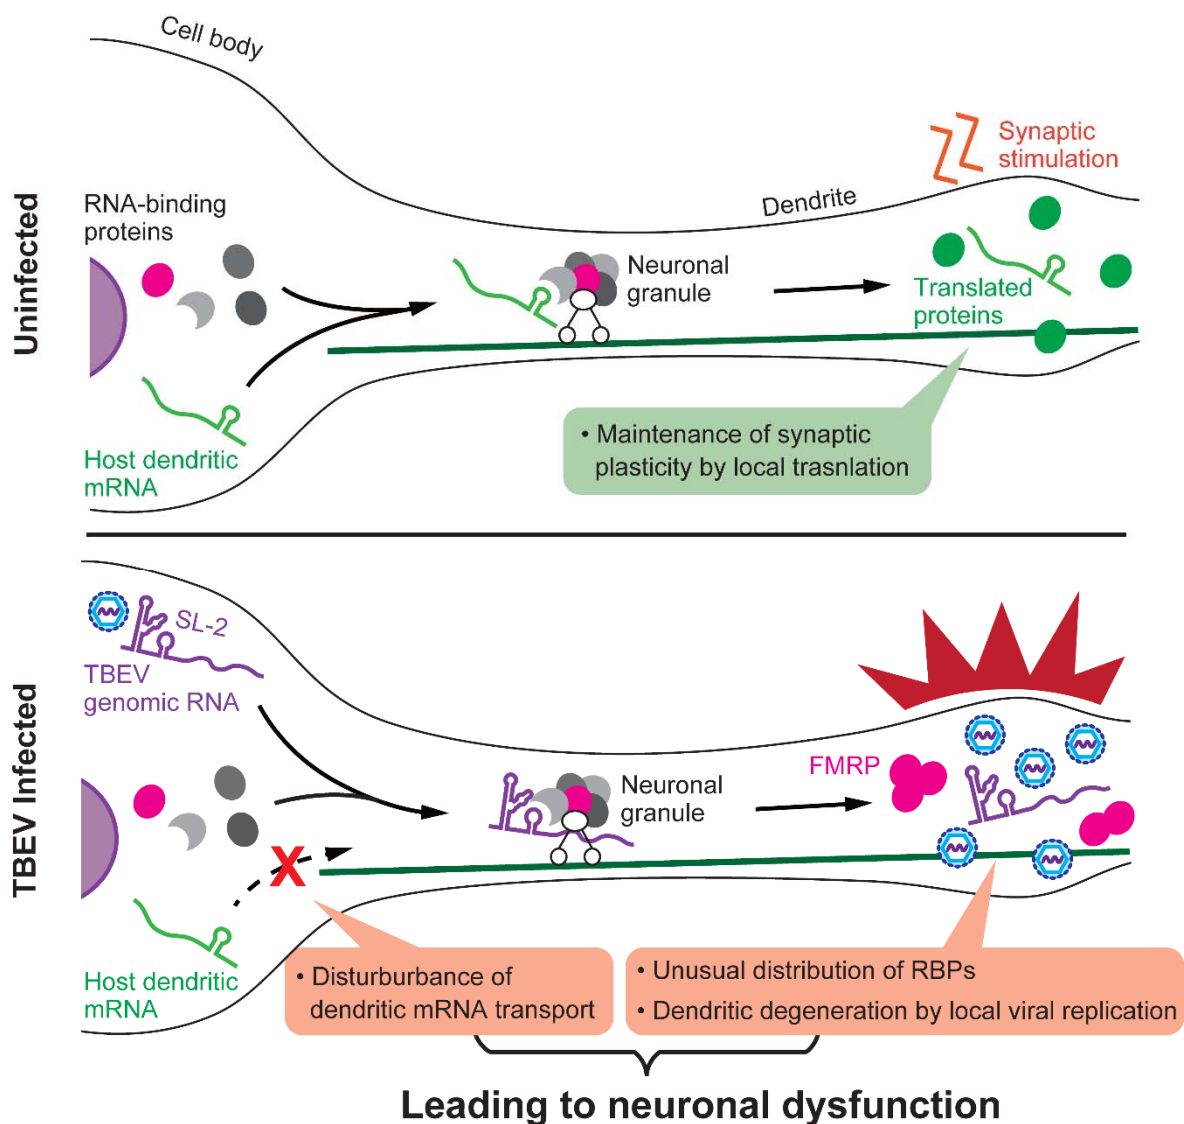 Cell body
Uninfected
RNA-binding
proteins
Dendrite
Synaptic
stimulation
Neuronal
granule
Translated
proteins
Host dendritic
mRNA
• Maintenance of synaptic
plasticity by local trasnlation
TBEV Infected
SL-2
TBEV
genomic RNA
Neuronal
granule
FMRP
X
Host dendritic
mRNA
• Disturburbance of
dendritic mRNA transport
• Unusual distribution of RBPs
• Dendritic degeneration by local viral replication
Leading to neuronal dysfunction